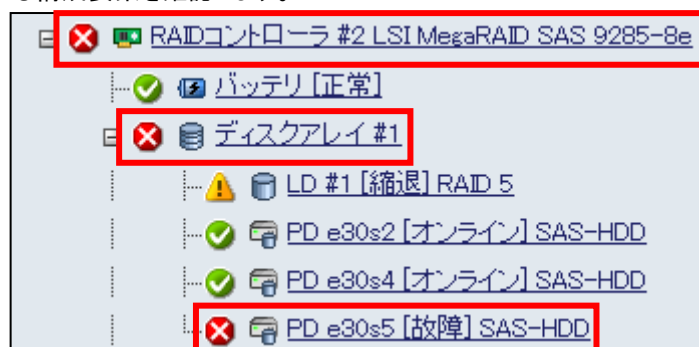 RAIDコントローラ #2 LSI MegaRAID SAS 9285-8e
バッテリ [正常]
ディスクアレイ #1
LD #1 [縮退] RAID 5
PD e30s2 [オンライン] SAS-HDD
PD e30s4 [オンライン] SAS-HDD
PD e30s5 [故障] SAS-HDD